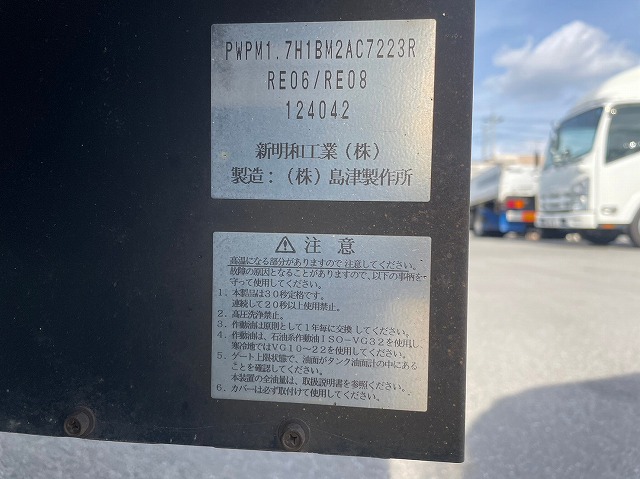 PWPM1.7H1BM2AC7223R
RE06/RE08
124042
新明和工業(株)
製造：(株)島津製作所
⚠注意
高温になる部分がありますので注意してください。
故障の原因となることがありますので、以下の事柄を
守って使用してください。
1．本製品は30秒定格です。
連続して20秒以上使用禁止。
2．高圧洗浄禁止。
3．作動油は原則として1年毎に交換してください。
4．作動油は、石油系作動油ISO-VG32を使用し、
寒冷地ではVG10～22を使用してください。
5．ゲート上限状態で、油面がタンク油面計の中にある
ことを確認してください。
本装置の全油量は、取扱説明書を参照ください。
6．カバーは必ず取付けて使用してください。